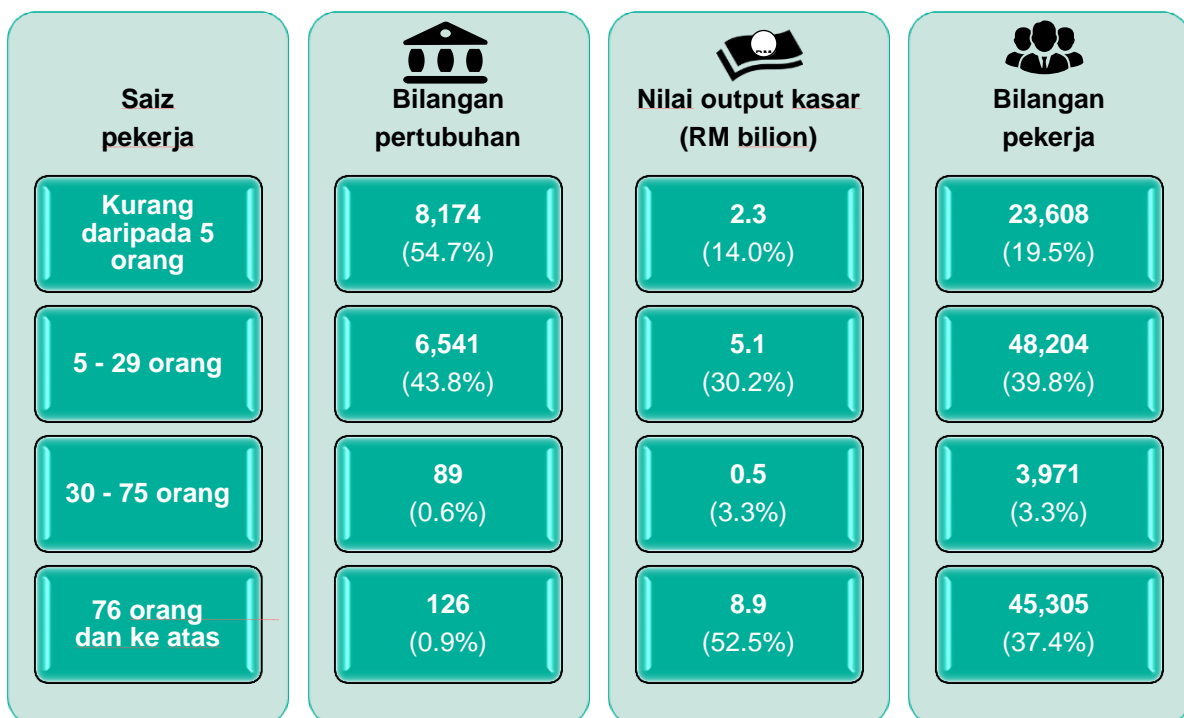 Saiz
pekerja
Bilangan
pertubuhan
Nilai output kasar
(RM bilion)
Bilangan
pekerja
Kurang
daripada 5
orang
8,174
(54.7%)
2.3
(14.0%)
23,608
(19.5%)
5 - 29 orang
6,541
(43.8%)
5.1
(30.2%)
48,204
(39.8%)
30 - 75 orang
89
(0.6%)
0.5
(3.3%)
3,971
(3.3%)
76 orang
dan ke atas
126
(0.9%)
8.9
(52.5%)
45,305
(37.4%)